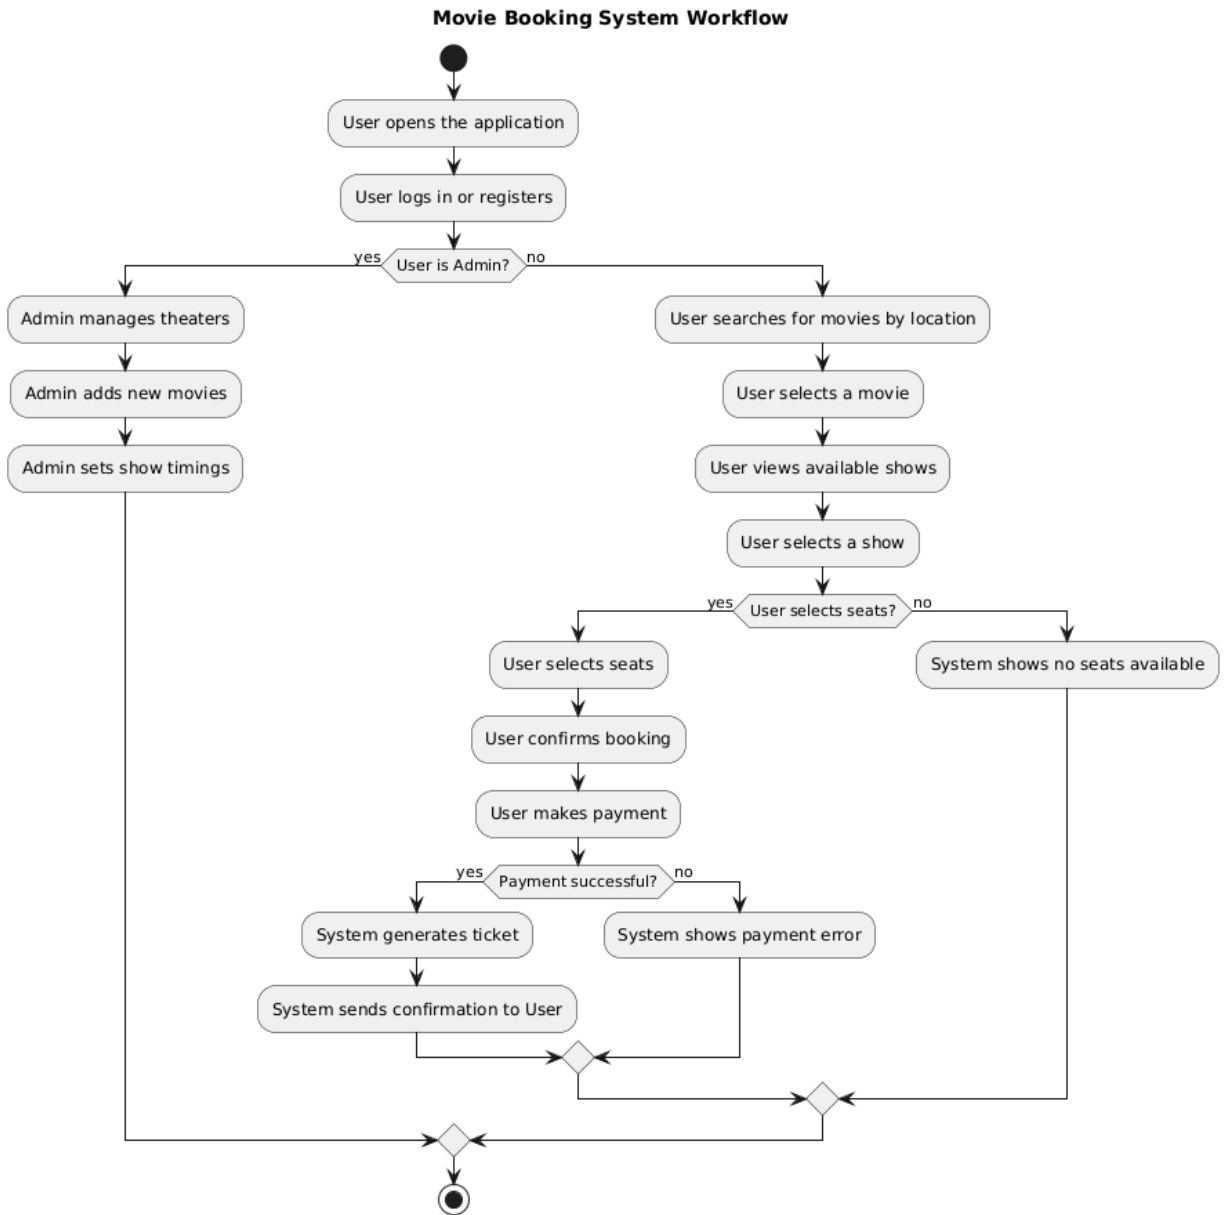 Movie Booking System Workflow
User opens the application
User logs in or registers
yes
User is Admin?
no
Admin manages theaters
User searches for movies by location
Admin adds new movies
User selects a movie
Admin sets show timings
User views available shows
User selects a show
yes
User selects seats?
no
User selects seats
System shows no seats available
User confirms booking
User makes payment
yes
Payment successful?
no
System generates ticket
System shows payment error
System sends confirmation to User